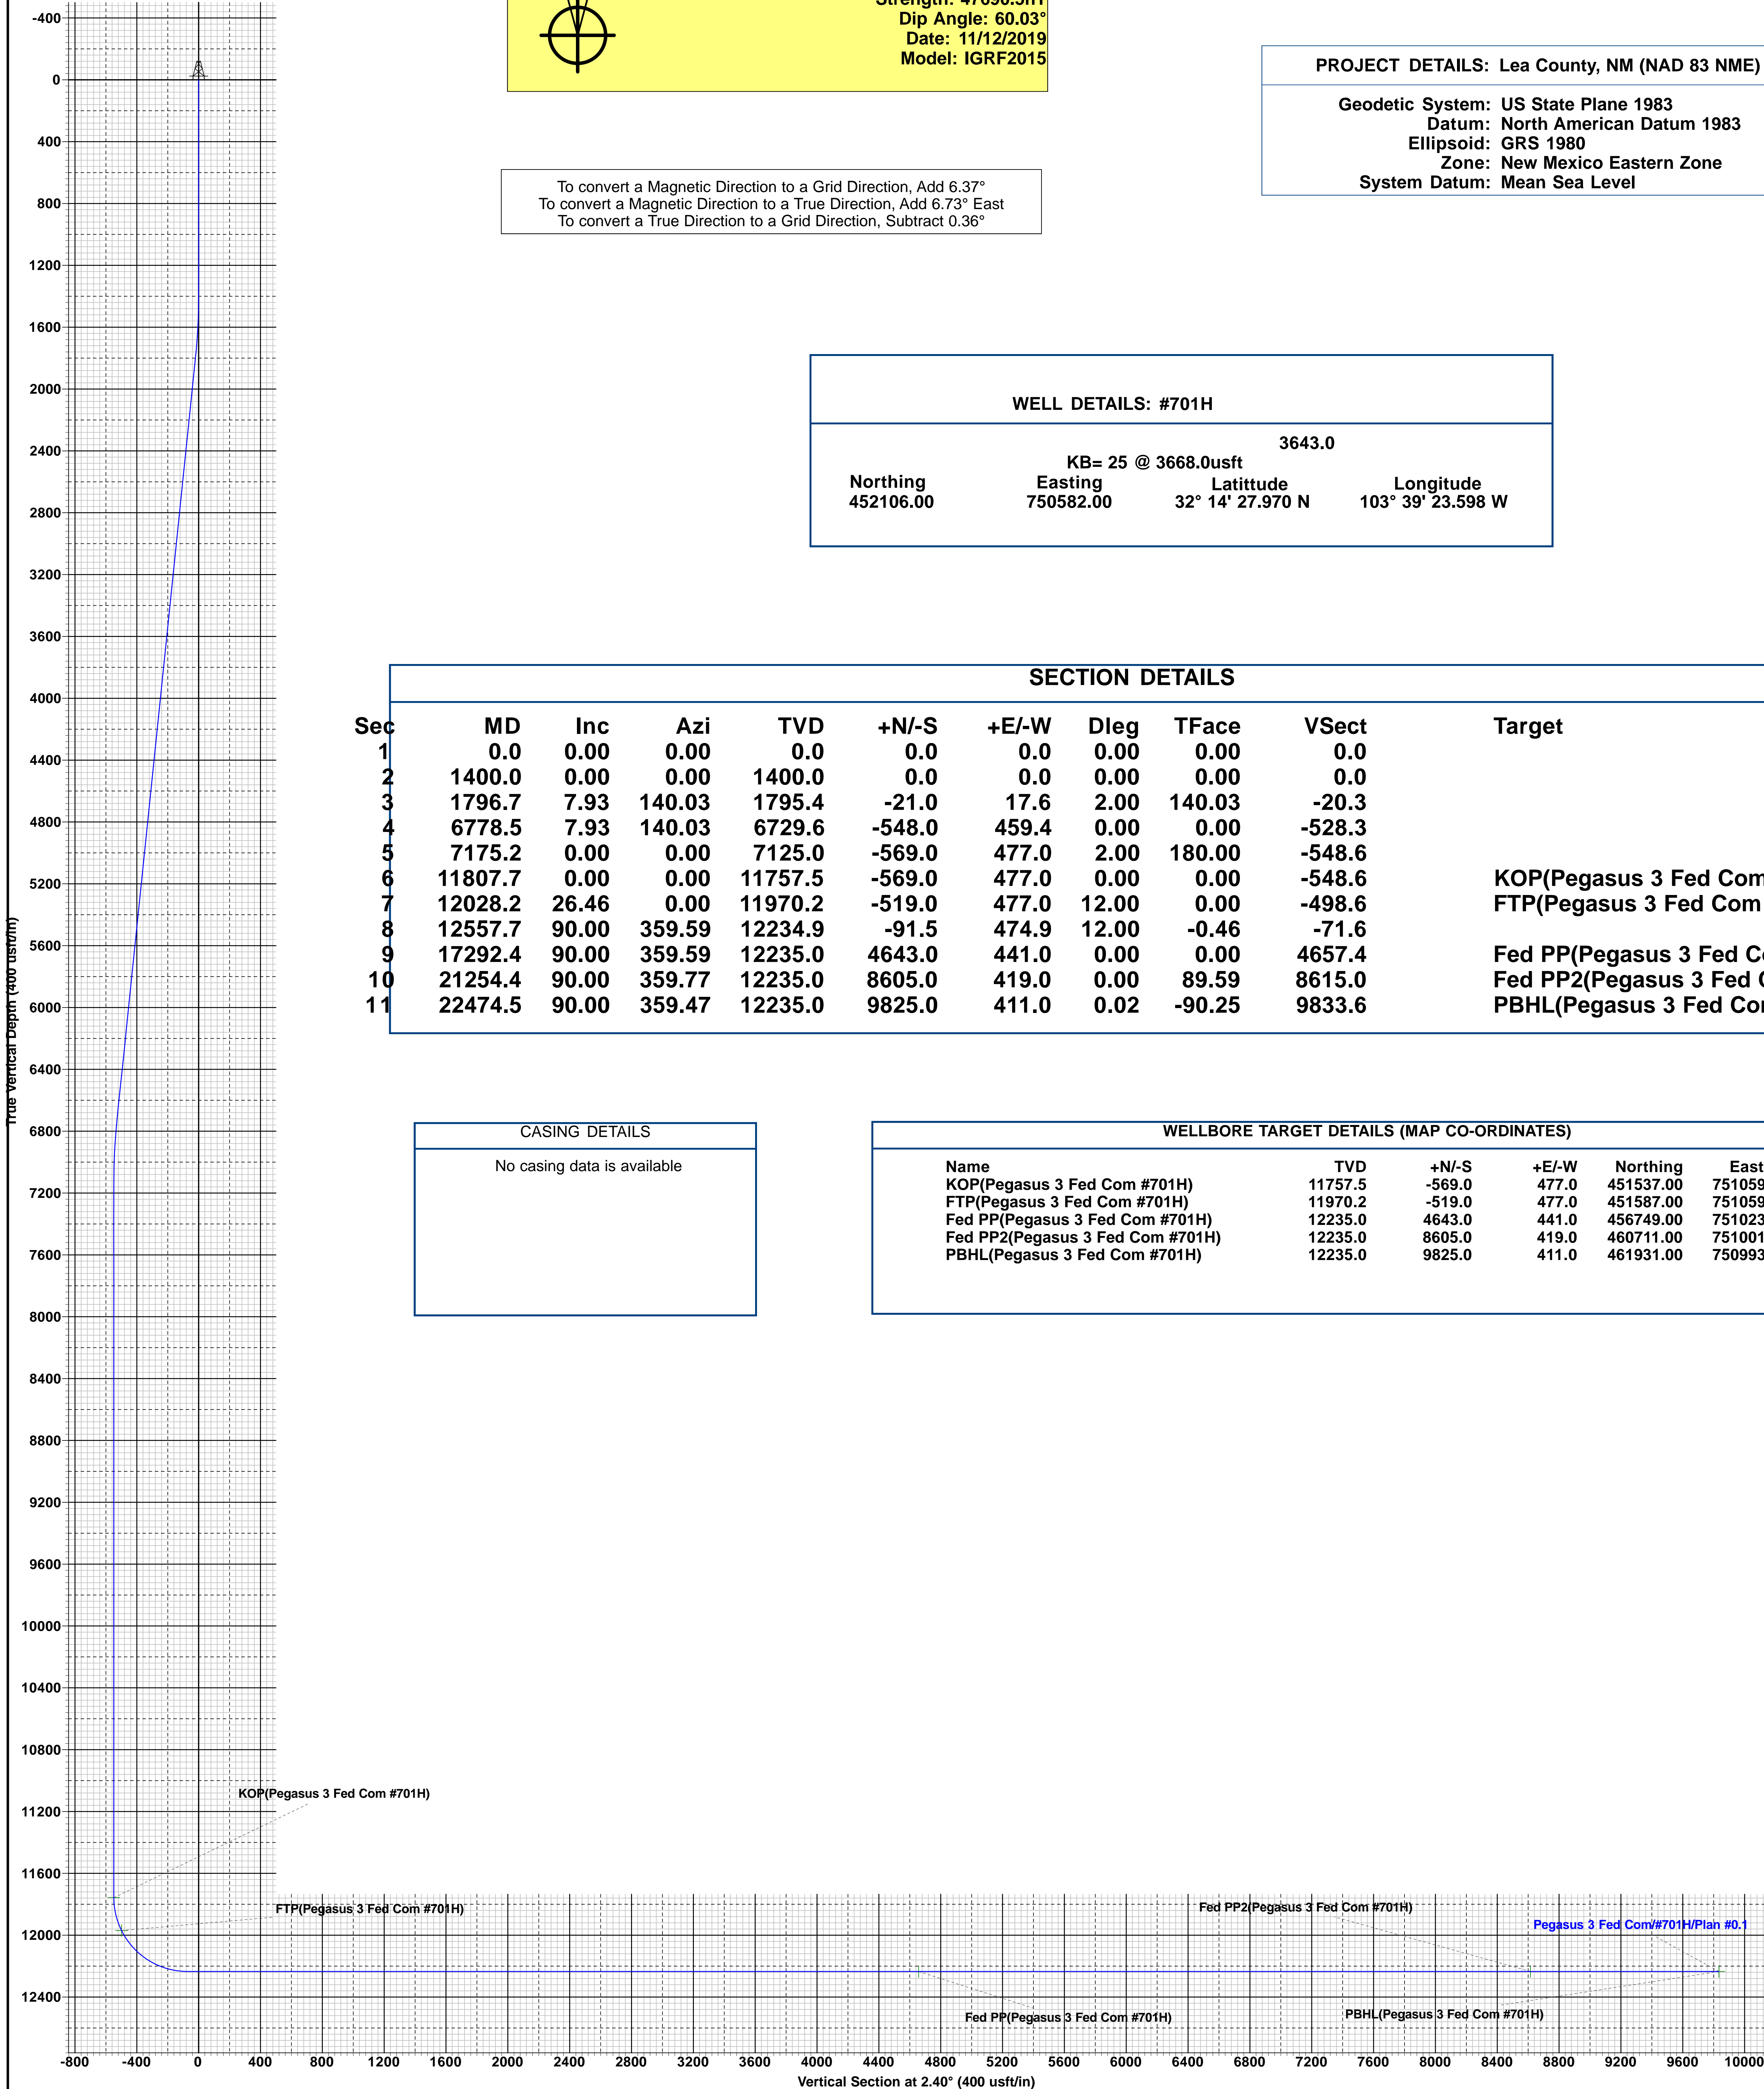 Strength: 47696.5nT
Dip Angle: 60.03°
Date: 11/12/2019
Model: IGRF2015
PROJECT DETAILS: Lea County, NM (NAD 83 NME)
Geodetic System: US State Plane 1983
Datum: North American Datum 1983
Ellipsoid: GRS 1980
Zone: New Mexico Eastern Zone
System Datum: Mean Sea Level
To convert a Magnetic Direction to a Grid Direction, Add 6.37°
To convert a Magnetic Direction to a True Direction, Add 6.73° East
To convert a True Direction to a Grid Direction, Subtract 0.36°
WELL DETAILS: #701H
3643.0
KB= 25 @ 3668.0usft
Northing Easting Latittude Longitude
452106.00 750582.00 32° 14' 27.970 N 103° 39' 23.598 W
SECTION DETAILS
Sec MD Inc Azi TVD +N/-S +E/-W Dleg TFace VSect Target
1 0.0 0.00 0.00 0.0 0.0 0.0 0.00 0.00 0.0
2 1400.0 0.00 0.00 1400.0 0.0 0.0 0.00 0.00 0.0
3 1796.7 7.93 140.03 1795.4 -21.0 17.6 2.00 140.03 -20.3
4 6778.5 7.93 140.03 6729.6 -548.0 459.4 0.00 0.00 -528.3
5 7175.2 0.00 0.00 7125.0 -569.0 477.0 2.00 180.00 -548.6
6 11807.7 0.00 0.00 11757.5 -569.0 477.0 0.00 0.00 -548.6 KOP(Pegasus 3 Fed Com
7 12028.2 26.46 0.00 11970.2 -519.0 477.0 12.00 0.00 -498.6 FTP(Pegasus 3 Fed Com
8 12557.7 90.00 359.59 12234.9 -91.5 474.9 12.00 -0.46 -71.6
9 17292.4 90.00 359.59 12235.0 4643.0 441.0 0.00 0.00 4657.4 Fed PP(Pegasus 3 Fed Co
10 21254.4 90.00 359.77 12235.0 8605.0 419.0 0.00 89.59 8615.0 Fed PP2(Pegasus 3 Fed
11 22474.5 90.00 359.47 12235.0 9825.0 411.0 0.02 -90.25 9833.6 PBHL(Pegasus 3 Fed Co
CASING DETAILS
No casing data is available
WELLBORE TARGET DETAILS (MAP CO-ORDINATES)
Name TVD +N/-S +E/-W Northing East
KOP(Pegasus 3 Fed Com #701H) 11757.5 -569.0 477.0 451537.00 751059
FTP(Pegasus 3 Fed Com #701H) 11970.2 -519.0 477.0 451587.00 751059
Fed PP(Pegasus 3 Fed Com #701H) 12235.0 4643.0 441.0 456749.00 751023
Fed PP2(Pegasus 3 Fed Com #701H) 12235.0 8605.0 419.0 460711.00 751001
PBHL(Pegasus 3 Fed Com #701H) 12235.0 9825.0 411.0 461931.00 750993
True Vertical Depth (400 usft/in)
-400
0
400
800
1200
1600
2000
2400
2800
3200
3600
4000
4400
4800
5200
5600
6000
6400
6800
7200
7600
8000
8400
8800
9200
9600
10000
10400
10800
11200
11600
12000
12400
KOP(Pegasus 3 Fed Com #701H)
FTP(Pegasus 3 Fed Com #701H)
Fed PP2(Pegasus 3 Fed Com #701H)
Pegasus 3 Fed Com/#701H/Plan #0.1
Fed PP(Pegasus 3 Fed Com #701H)
PBHL(Pegasus 3 Fed Com #701H)
-800 -400 0 400 800 1200 1600 2000 2400 2800 3200 3600 4000 4400 4800 5200 5600 6000 6400 6800 7200 7600 8000 8400 8800 9200 9600 10000
Vertical Section at 2.40° (400 usft/in)